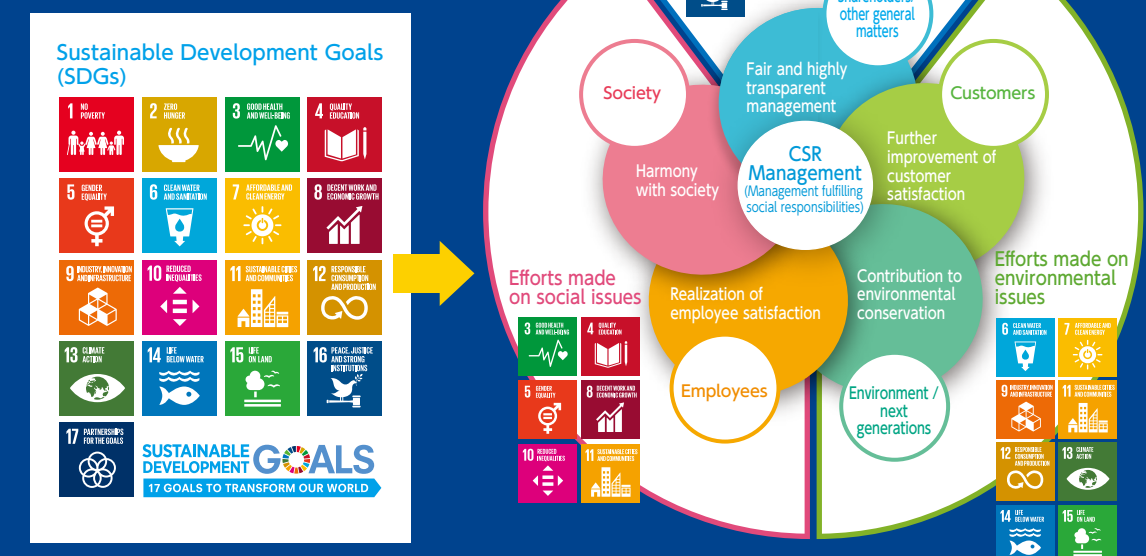 Sustainable Development Goals
(SDGs)
1 NO
POVERTY
2 ZERO
HUNGER
3 GOOD HEALTH
AND WELL-BEING
4 QUALITY
EDUCATION
5 GENDER
EQUALITY
6 CLEAN WATER
AND SANITATION
7 AFFORDABLE AND
CLEAN ENERGY
8 DECENT WORK AND
ECONOMIC GROWTH
9 INDUSTRY, INNOVATION
AND INFRASTRUCTURE
10 REDUCED
INEQUALITIES
11 SUSTAINABLE CITIES
AND COMMUNITIES
12 RESPONSIBLE
CONSUMPTION
AND PRODUCTION
13 CLIMATE
ACTION
14 LIFE
BELOW WATER
15 LIFE
ON LAND
16 PEACE, JUSTICE
AND STRONG
INSTITUTIONS
17 PARTNERSHIPS
FOR THE GOALS
SUSTAINABLE
DEVELOPMENT GOALS
17 GOALS TO TRANSFORM OUR WORLD
shareholders/
other general
matters
Fair and highly
transparent
management
Society
Customers
Harmony
with society
CSR
Management
(Management fulfilling
social responsibilities)
Further
improvement of
customer
satisfaction
Realization of
employee satisfaction
Contribution to
environmental
conservation
Employees
Environment /
next
generations
Efforts made
on social issues
3 GOOD HEALTH
AND WELL-BEING
4 QUALITY
EDUCATION
5 GENDER
EQUALITY
8 DECENT WORK AND
ECONOMIC GROWTH
10 REDUCED
INEQUALITIES
11 SUSTAINABLE CITIES
AND COMMUNITIES
Efforts made on
environmental
issues
6 CLEAN WATER
AND SANITATION
7 AFFORDABLE AND
CLEAN ENERGY
9 INDUSTRY, INNOVATION
AND INFRASTRUCTURE
11 SUSTAINABLE CITIES
AND COMMUNITIES
12 RESPONSIBLE
CONSUMPTION
AND PRODUCTION
13 CLIMATE
ACTION
14 LIFE
BELOW WATER
15 LIFE
ON LAND